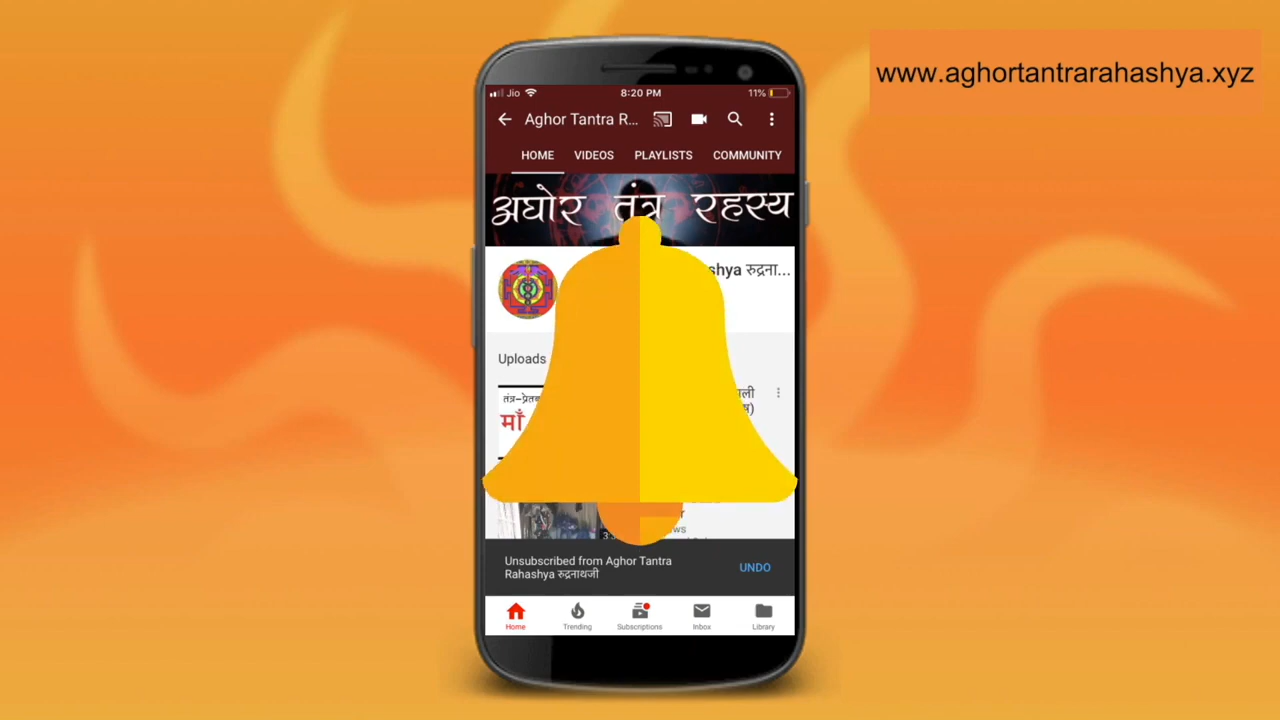 www.aghortantrarahashya.xyz
Jio 8:20 PM 11%
Aghor Tantra R...
HOME VIDEOS PLAYLISTS COMMUNITY
अघोर तंत्र रहस्य
shya रुद्रना...
Uploads
माँ
Unsubscribed from Aghor Tantra
Rahashya रुद्रनाथजी
UNDO
Home Trending Subscriptions Inbox Library